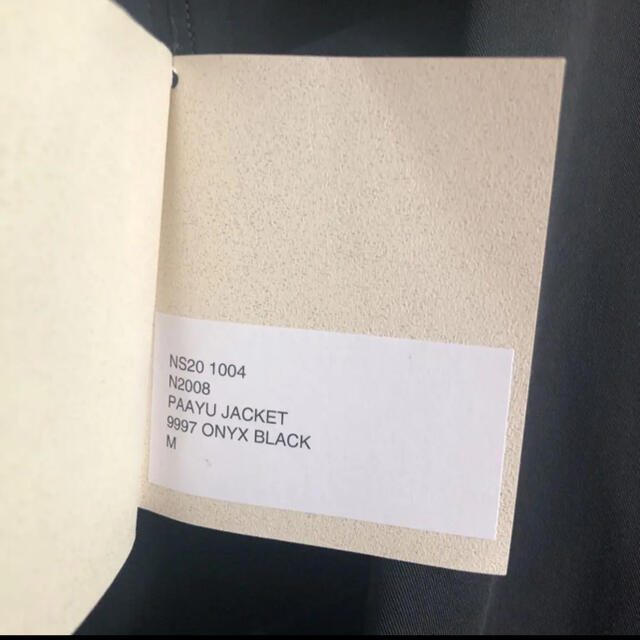 NS20 1004
N2008
PAAYU JACKET
9997 ONYX BLACK
M